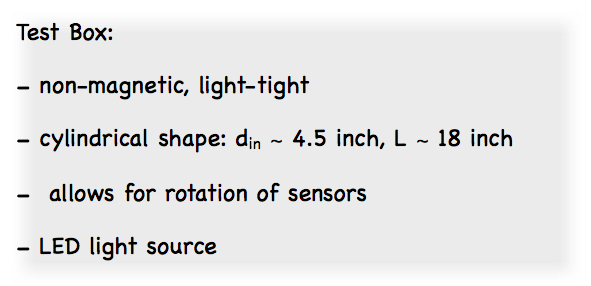 Test Box:
- non-magnetic, light-tight
- cylindrical shape: din ~ 4.5 inch, L ~ 18 inch
- allows for rotation of sensors
- LED light source